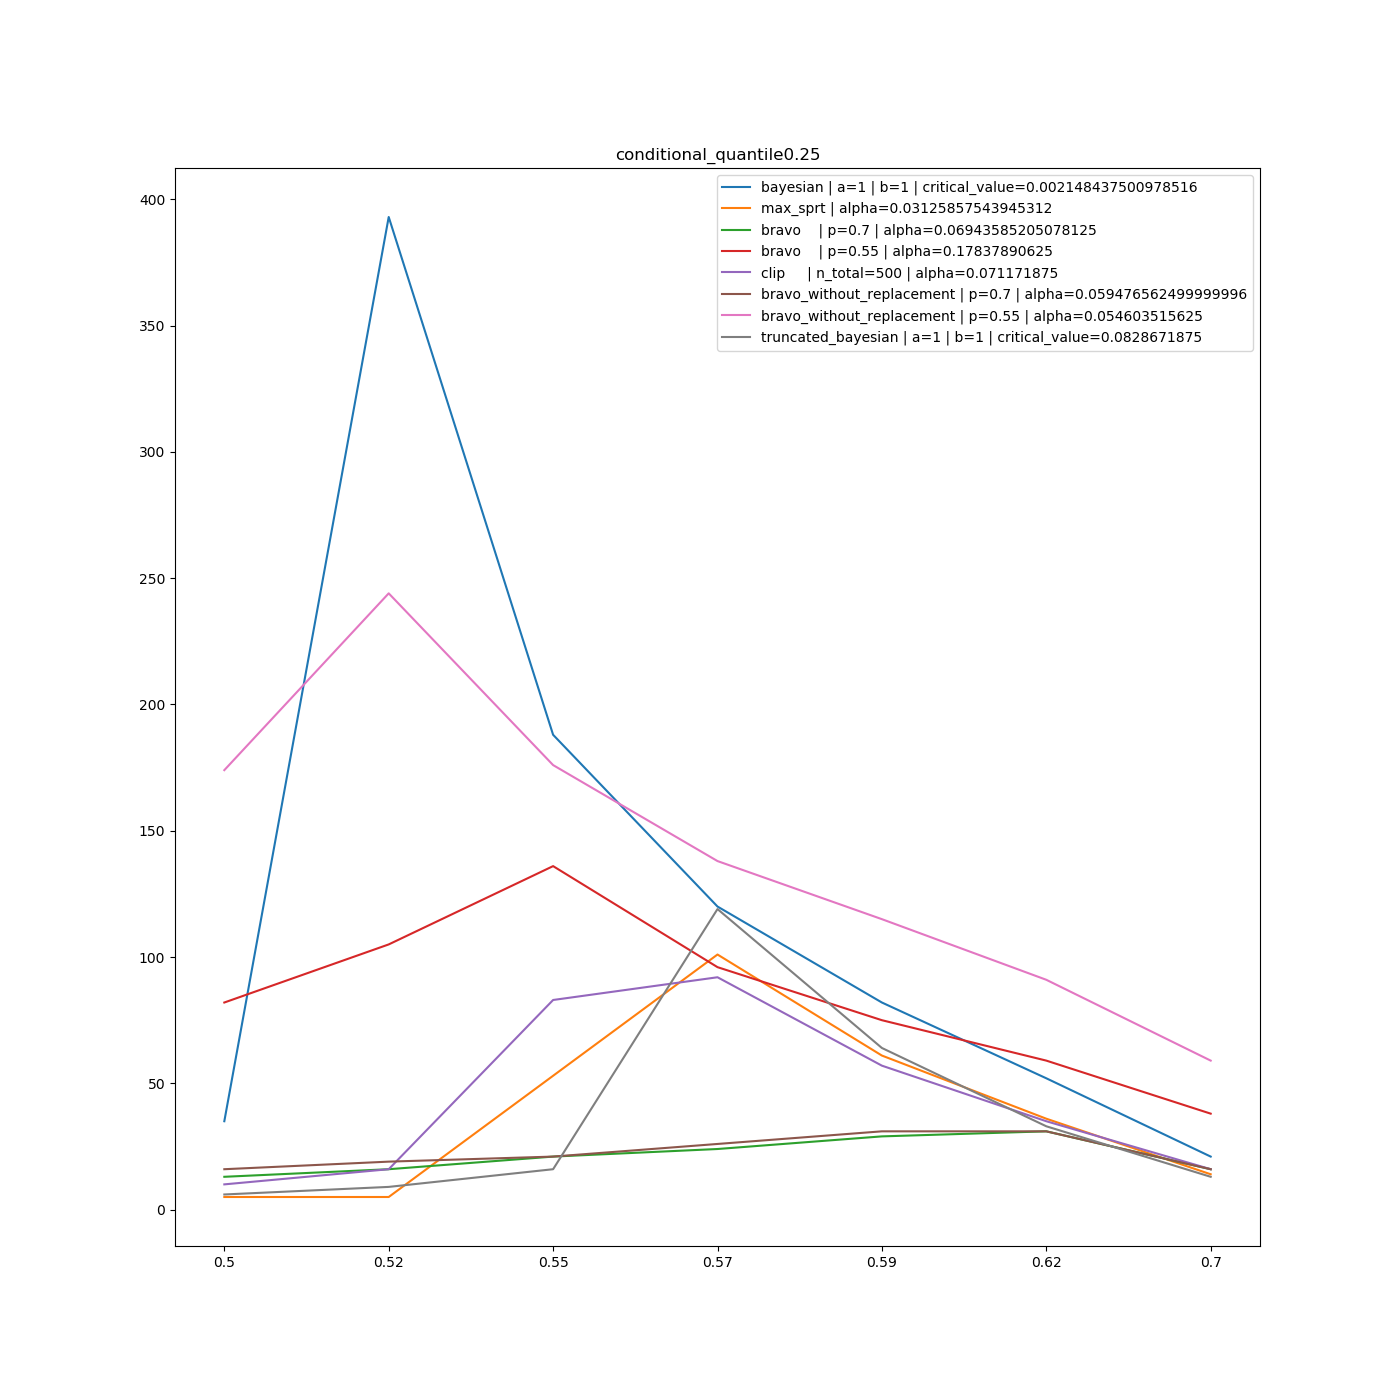 conditional_quantile0.25
bayesian | a=1 | b=1 | critical_value=0.002148437500978516
max_sprt | alpha=0.03125857543945312
bravo    | p=0.7 | alpha=0.06943585205078125
bravo    | p=0.55 | alpha=0.17837890625
clip     | n_total=500 | alpha=0.071171875
bravo_without_replacement | p=0.7 | alpha=0.059476562499999996
bravo_without_replacement | p=0.55 | alpha=0.054603515625
truncated_bayesian | a=1 | b=1 | critical_value=0.0828671875
400
350
300
250
200
150
100
50
0
0.5 0.52 0.55 0.57 0.59 0.62 0.7